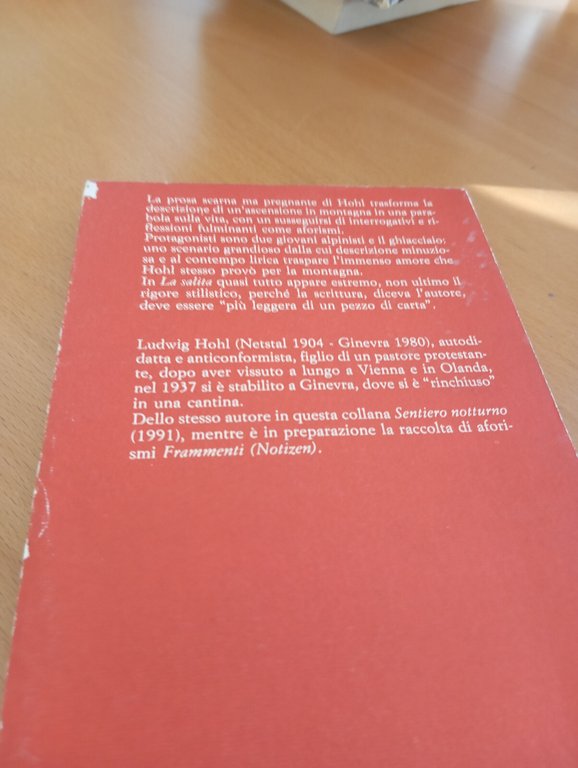 La prosa scarna ma pregnante di Hohl trasforma la
descrizione di un'ascensione in montagna in una para-
bola sulla vita, con un susseguirsi di interrogativi e ri-
flessioni fulminanti come aforismi.
Protagonisti sono due giovani alpinisti e il ghiacciaio:
uno scenario grandioso dalla cui descrizione minuzio-
sa e al contempo lirica traspare l'immenso amore che
Hohl stesso provò per la montagna.
In La salita quasi tutto appare estremo, non ultimo il
rigore stilistico, perché la scrittura, diceva l'autore,
deve essere "più leggera di un pezzo di carta".
Ludwig Hohl (Netstal 1904 - Ginevra 1980), autodi-
datta e anticonformista, figlio di un pastore protestan-
te, dopo aver vissuto a lungo a Vienna e in Olanda,
nel 1937 si è stabilito a Ginevra, dove si è "rinchiuso"
in una cantina.
Dello stesso autore in questa collana Sentiero notturno
(1991), mentre è in preparazione la raccolta di afori-
smi Frammenti (Notizen).